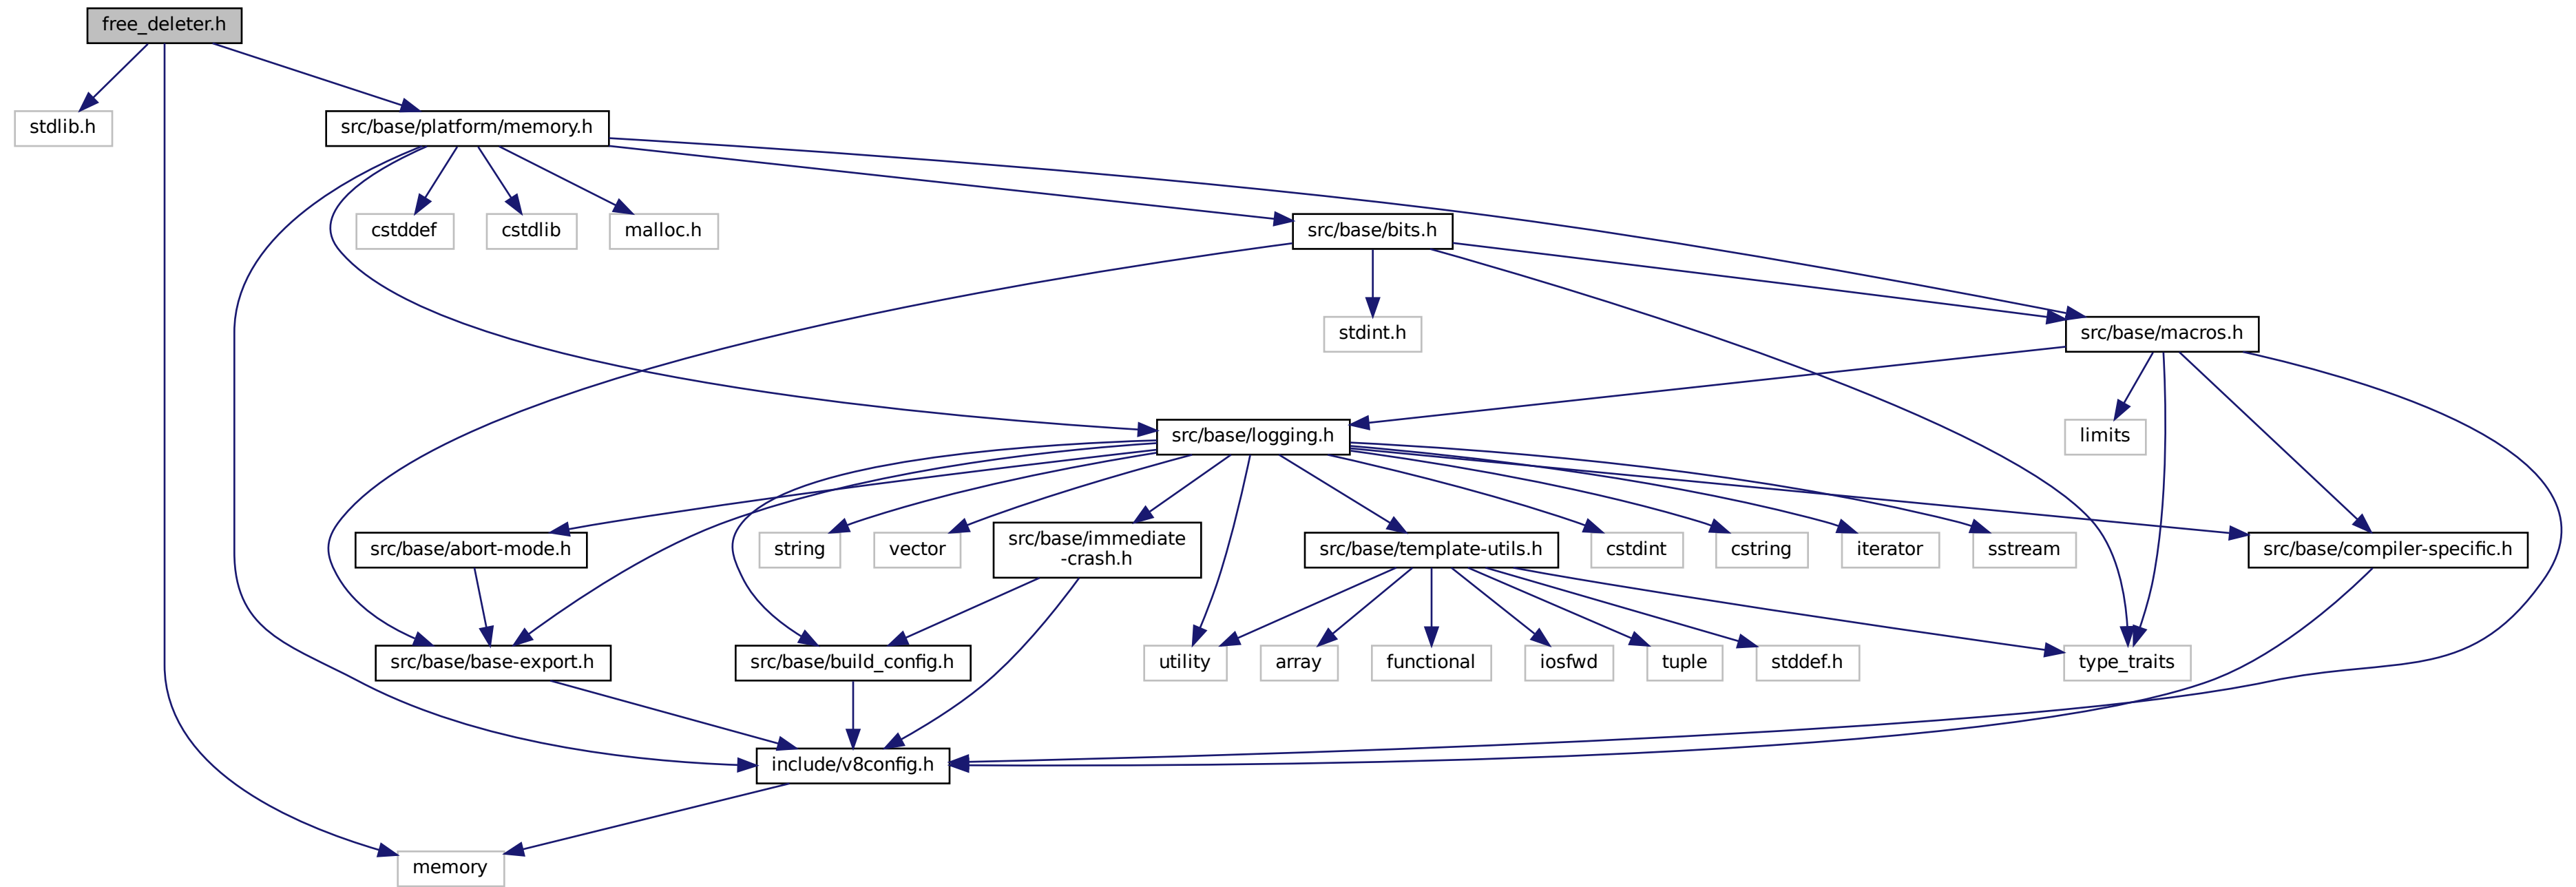 free_deleter.h
stdlib.h
src/base/platform/memory.h
cstddef
cstdlib
malloc.h
src/base/bits.h
stdint.h
src/base/macros.h
src/base/logging.h
limits
src/base/abort-mode.h
string
vector
src/base/immediate
-crash.h
src/base/template-utils.h
cstdint
cstring
iterator
sstream
src/base/compiler-specific.h
src/base/base-export.h
src/base/build_config.h
utility
array
functional
iosfwd
tuple
stddef.h
type_traits
include/v8config.h
memory